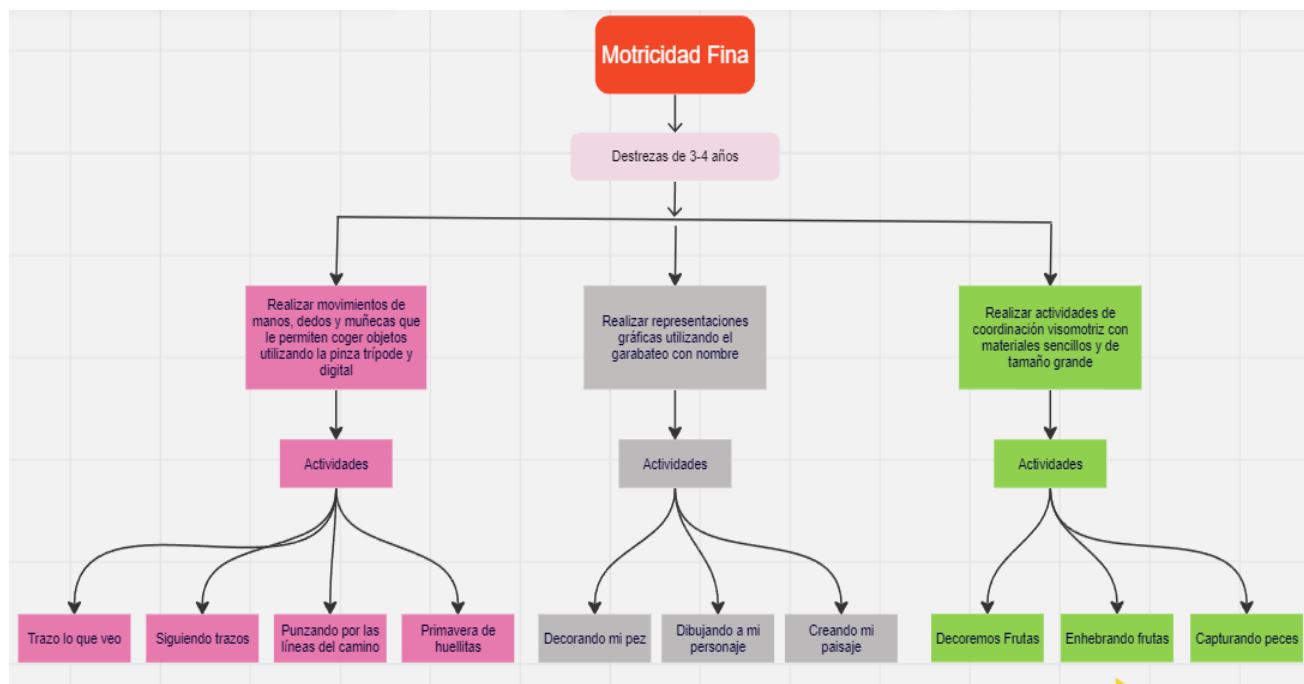 Motricidad Fina
Destrezas de 3-4 años
Realizar movimientos de
manos, dedos y muñecas que
le permiten coger objetos
utilizando la pinza trípode y
digital
Realizar representaciones
gráficas utilizando el
garabateo con nombre
Realizar actividades de
coordinación visomotriz con
materiales sencillos y de
tamaño grande
Actividades
Actividades
Actividades
Trazo lo que veo
Siguiendo trazos
Punzando por las
líneas del camino
Primavera de
huellitas
Decorando mi pez
Dibujando a mi
personaje
Creando mi
paisaje
Decoremos Frutas
Enhebrando frutas
Capturando peces